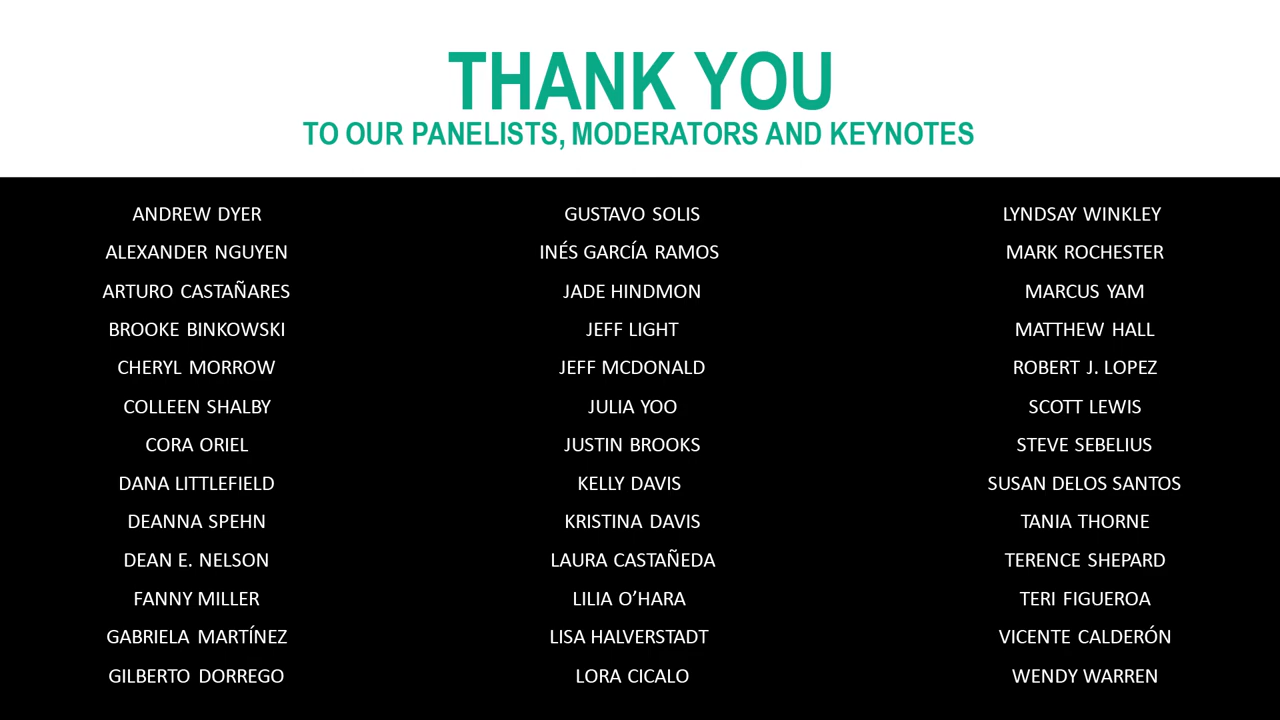 THANK YOU
TO OUR PANELISTS, MODERATORS AND KEYNOTES
ANDREW DYER
ALEXANDER NGUYEN
ARTURO CASTAÑARES
BROOKE BINKOWSKI
CHERYL MORROW
COLLEEN SHALBY
CORA ORIEL
DANA LITTLEFIELD
DEANNA SPEHN
DEAN E. NELSON
FANNY MILLER
GABRIELA MARTÍNEZ
GILBERTO DORREGO
GUSTAVO SOLIS
INÉS GARCÍA RAMOS
JADE HINDMON
JEFF LIGHT
JEFF MCDONALD
JULIA YOO
JUSTIN BROOKS
KELLY DAVIS
KRISTINA DAVIS
LAURA CASTAÑEDA
LILIA O’HARA
LISA HALVERSTADT
LORA CICALO
LYNDSAY WINKLEY
MARK ROCHESTER
MARCUS YAM
MATTHEW HALL
ROBERT J. LOPEZ
SCOTT LEWIS
STEVE SEBELIUS
SUSAN DELOS SANTOS
TANIA THORNE
TERENCE SHEPARD
TERI FIGUEROA
VICENTE CALDERÓN
WENDY WARREN